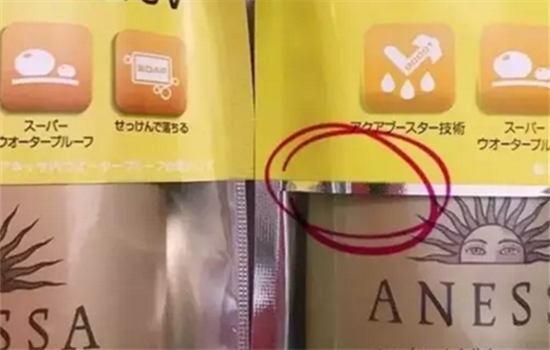 UV
SOAP
スーパー
ウオータープルーフ
せっけんで落ちる
SSA
アクアブースター技術
スーパー
ウオータープル
ANESS